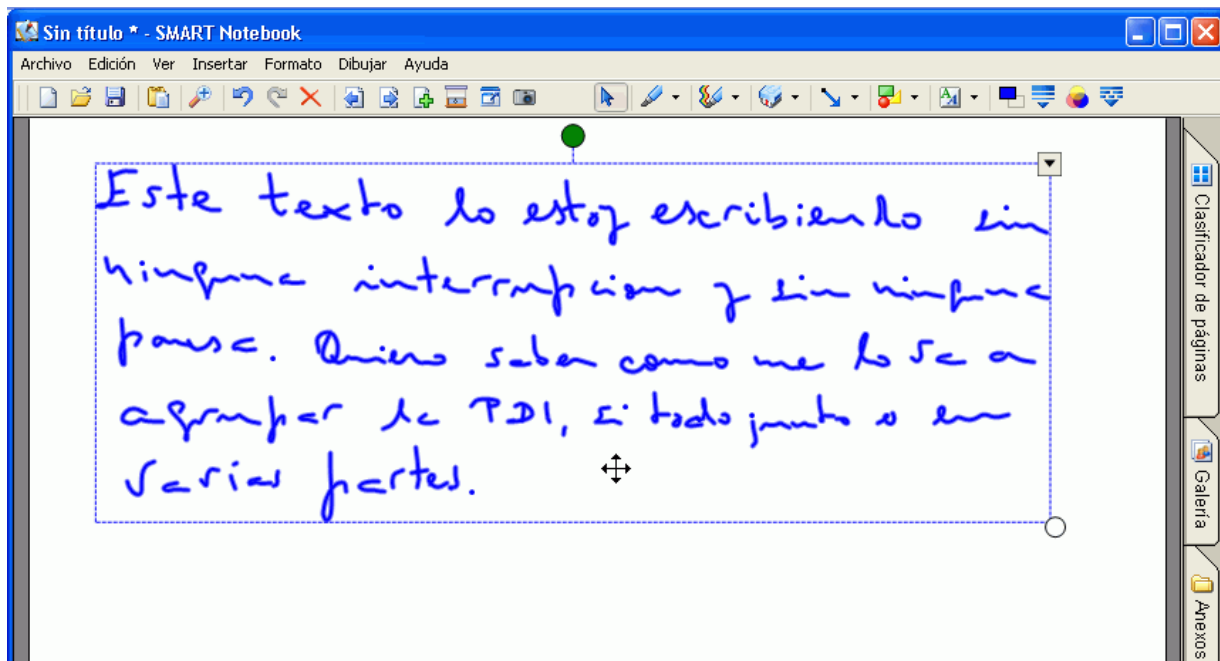 Sin título * - SMART Notebook
Archivo Edición Ver Insertar Formato Dibujar Ayuda
Este texto lo estoy escribiendo sin
ninguna interrupcion y sin ninguna
pausa. Quiero saber como me lo va a
agrupar la PDI, si todo junto o en
varias partes.
Clasificador de páginas
Galería
Anexos